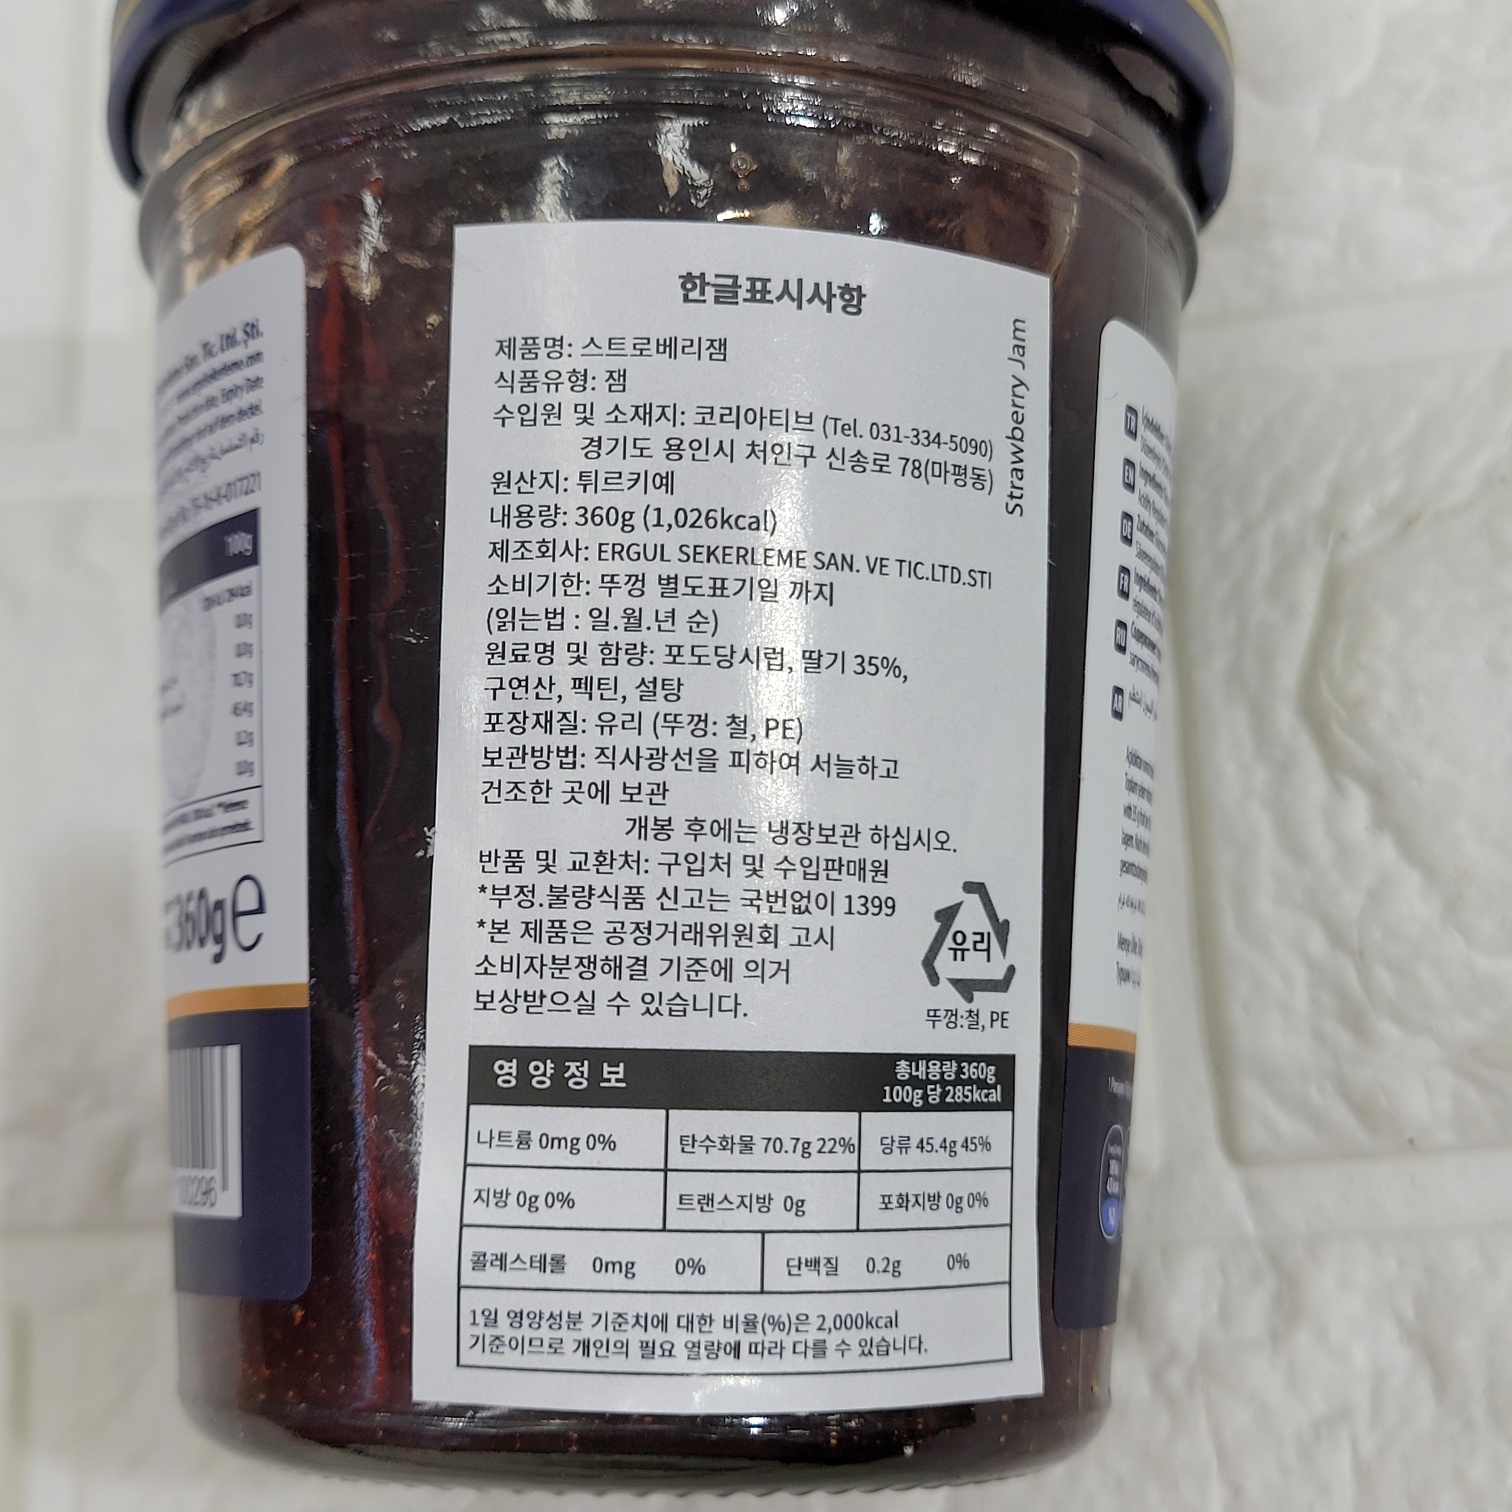 한글표시사항
Strawberry Jam
제품명: 스트로베리잼
식품유형: 잼
수입원 및 소재지: 코리아티브 (Tel. 031-334-5090)
경기도 용인시 처인구 신송로 78(마평동)
원산지: 튀르키예
내용량: 360g (1,026kcal)
제조회사: ERGUL SEKERLEME SAN. VE TIC.LTD.STI
소비기한: 뚜껑 별도표기일 까지
(읽는법 : 일.월.년 순)
원료명 및 함량: 포도당시럽, 딸기 35%,
구연산, 펙틴, 설탕
포장재질: 유리 (뚜껑: 철, PE)
보관방법: 직사광선을 피하여 서늘하고
건조한 곳에 보관
개봉 후에는 냉장보관 하십시오.
반품 및 교환처: 구입처 및 수입판매원
*부정.불량식품 신고는 국번없이 1399
*본 제품은 공정거래위원회 고시
소비자분쟁해결 기준에 의거
보상받으실 수 있습니다.
유리
뚜껑:철, PE
영양정보
총내용량 360g
100g 당 285kcal
나트륨 0mg 0% 탄수화물 70.7g 22% 당류 45.4g 45%
지방 0g 0% 트랜스지방 0g 포화지방 0g 0%
콜레스테롤 0mg 0% 단백질 0.2g 0%
1일 영양성분 기준치에 대한 비율(%)은 2,000kcal
기준이므로 개인의 필요 열량에 따라 다를 수 있습니다.
Tic. Ltd. Şti.
100g
360g e
TR
EN
DE
FR
RU
AR